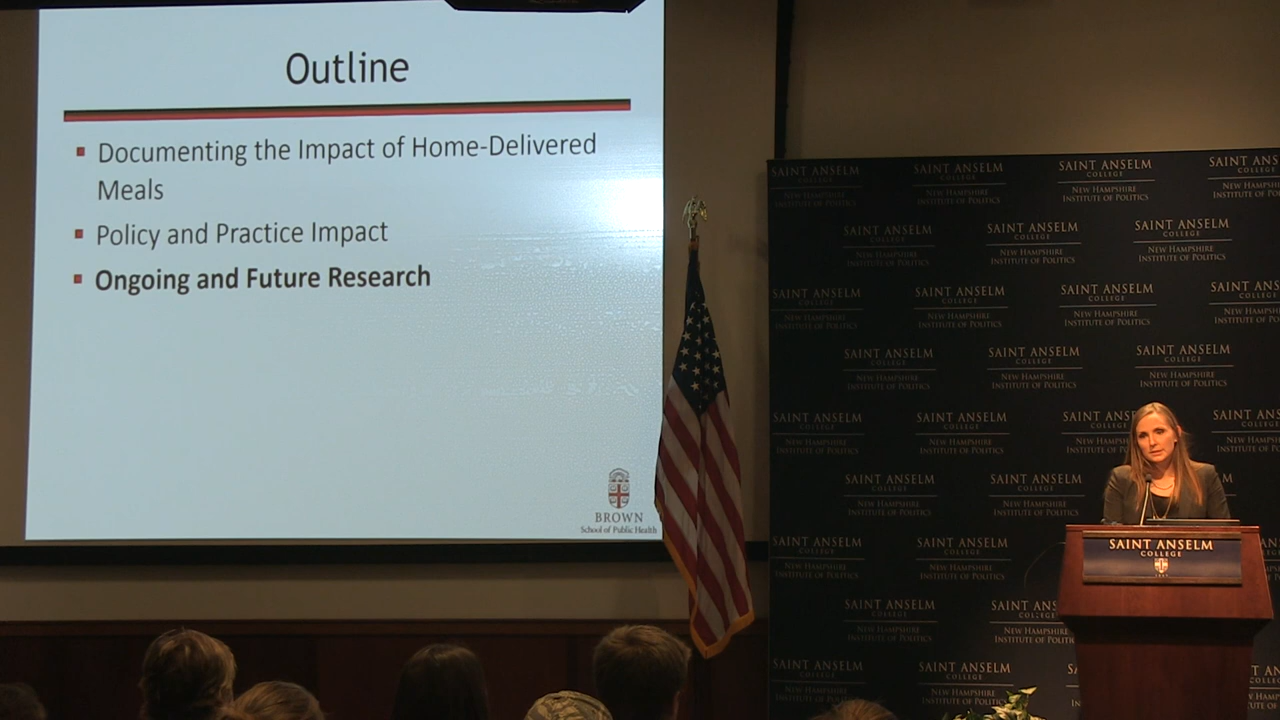 Outline
Documenting the Impact of Home-Delivered
Meals
Policy and Practice Impact
Ongoing and Future Research
BROWN
School of Public Health
SAINT ANSELM
COLLEGE
NEW HAMPSHIRE
INSTITUTE OF POLITICS
SAINT ANSELM
COLLEGE